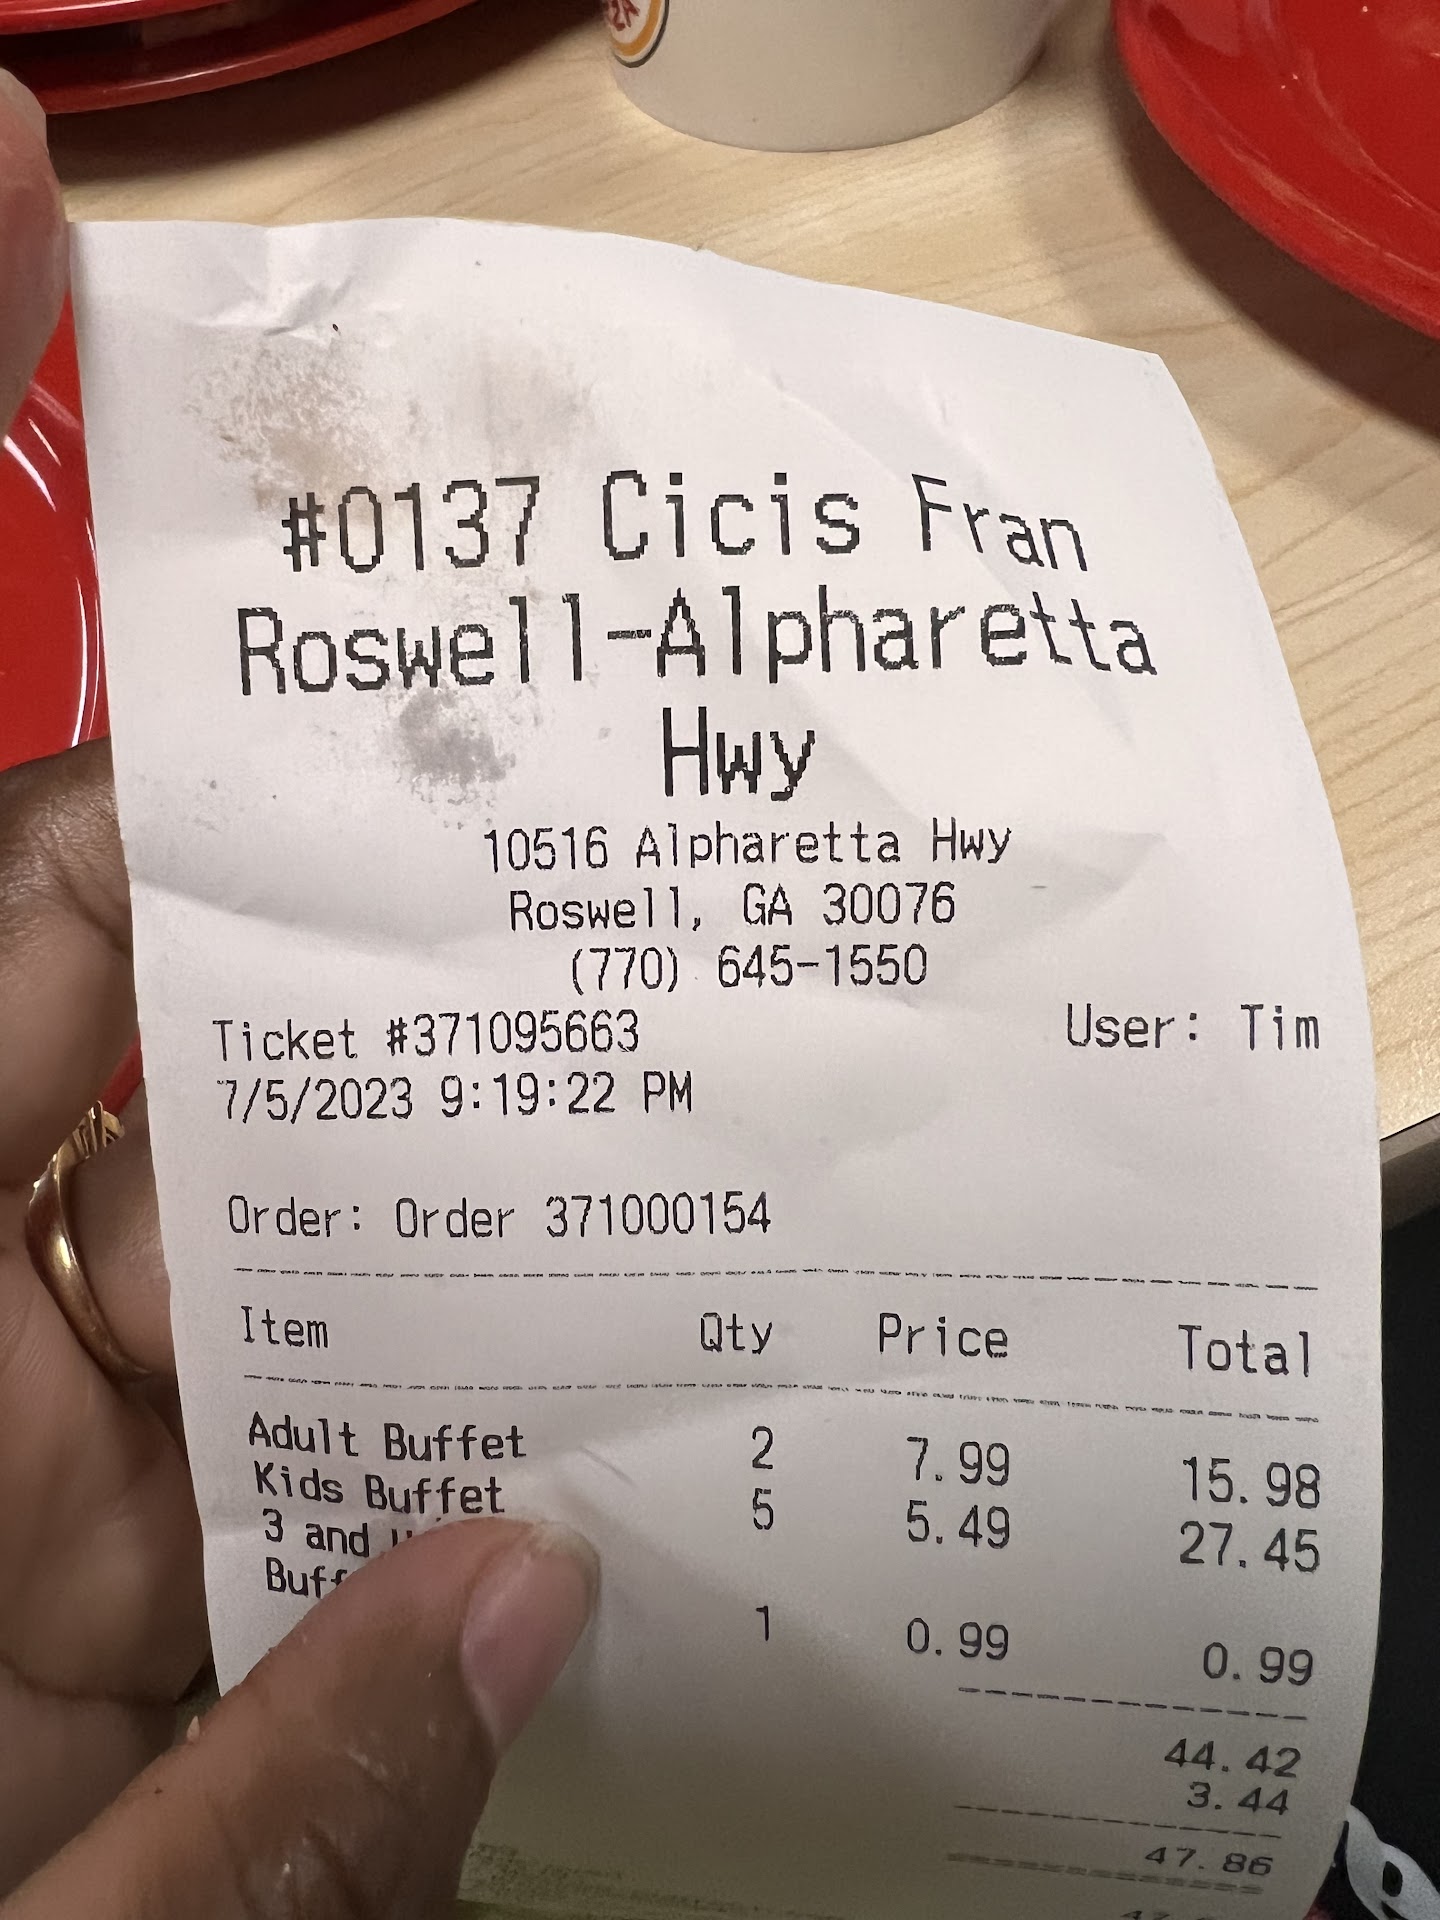 #0137 Cicis Fran
Roswell-Alpharetta
Hwy
10516 Alpharetta Hwy
Roswell, GA 30076
(770) 645-1550
Ticket #371095663 User: Tim
7/5/2023 9:19:22 PM
Order: Order 371000154
Item Qty Price Total
Adult Buffet 2 7.99 15.98
Kids Buffet 5 5.49 27.45
3 and
1 0.99 0.99
44.42
3.44
47.86